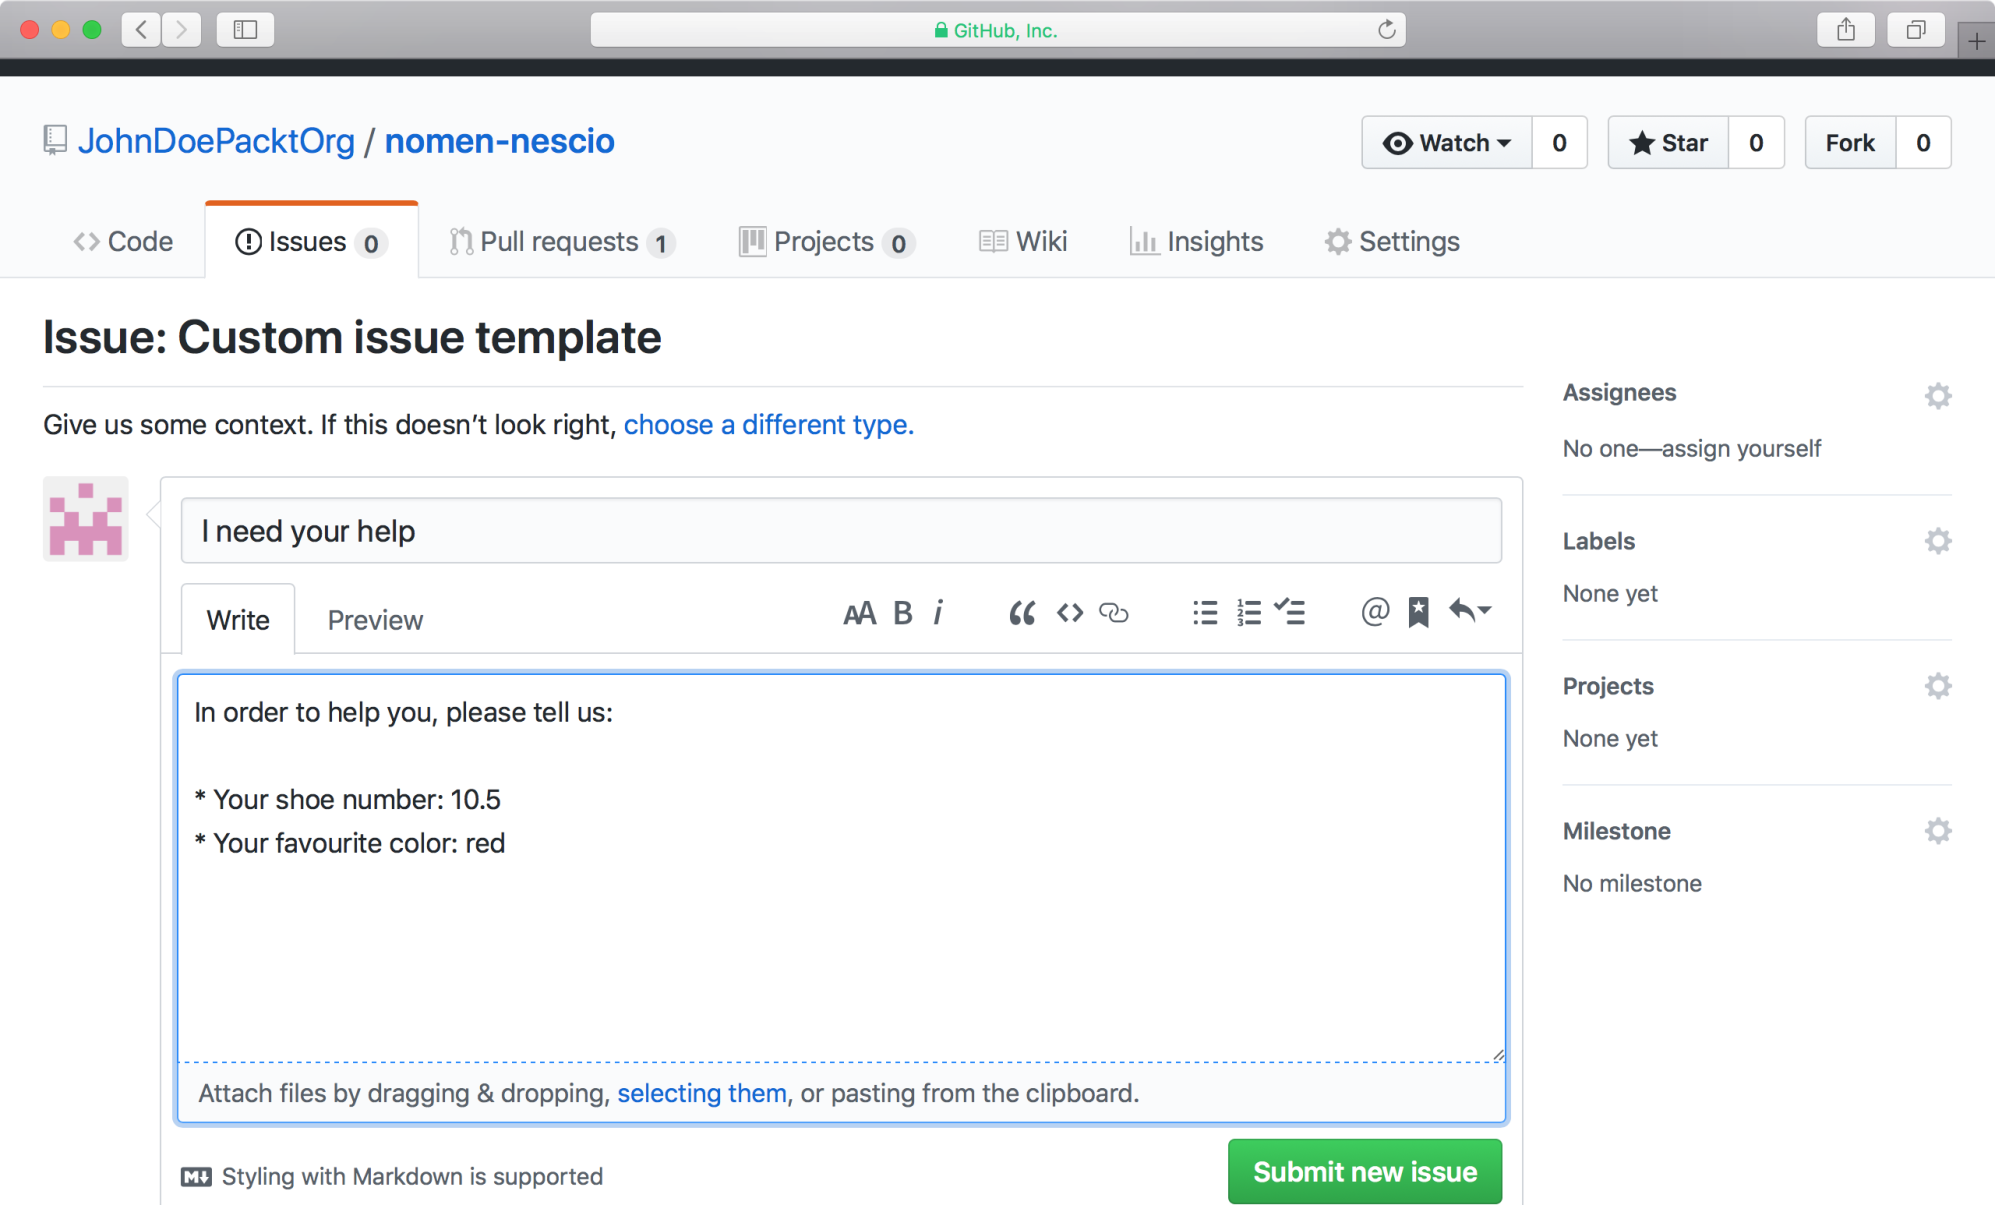 GitHub, Inc.
JohnDoePacktOrg / nomen-nescio
Watch 0 Star 0 Fork 0
Code Issues 0 Pull requests 1 Projects 0 Wiki Insights Settings
Issue: Custom issue template
Give us some context. If this doesn’t look right, choose a different type.
I need your help
Write Preview
In order to help you, please tell us:
* Your shoe number: 10.5
* Your favourite color: red
Attach files by dragging & dropping, selecting them, or pasting from the clipboard.
Styling with Markdown is supported
Submit new issue
Assignees
No one—assign yourself
Labels
None yet
Projects
None yet
Milestone
No milestone